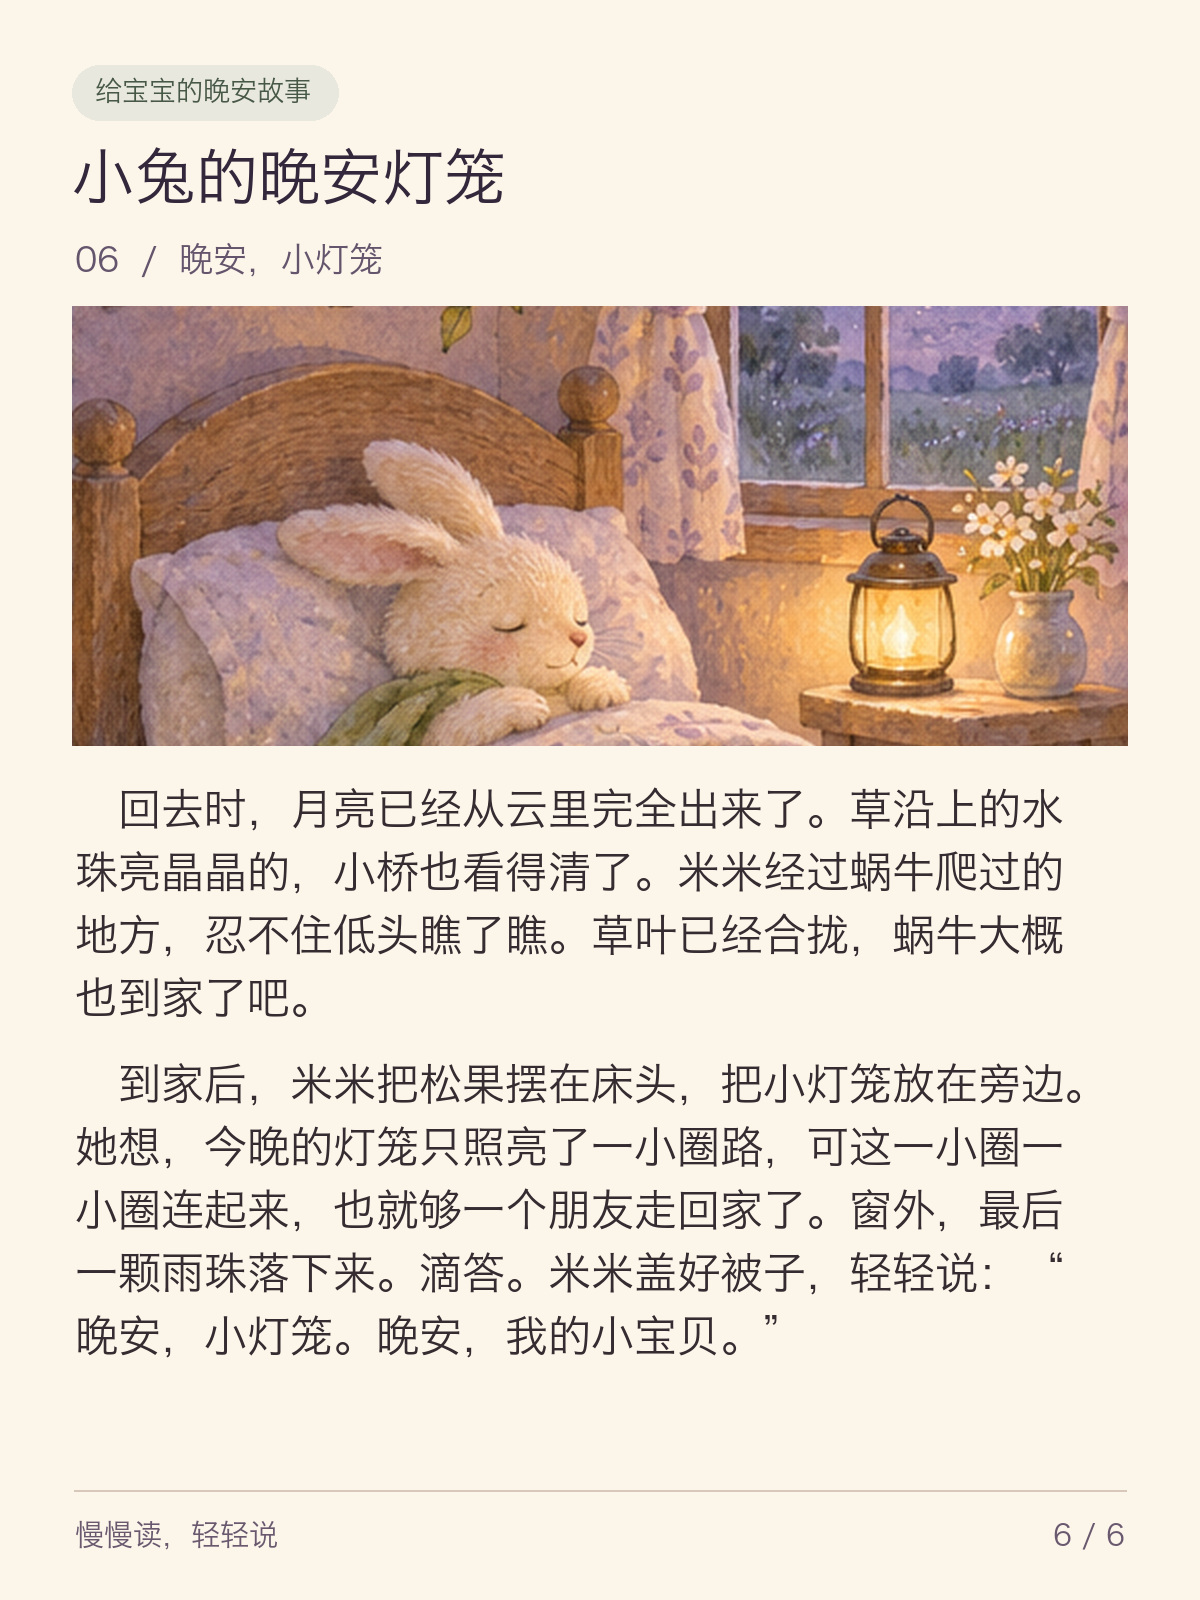 给宝宝的晚安故事
小兔的晚安灯笼
06 / 晚安，小灯笼
回去时，月亮已经从云里完全出来了。草沿上的水
珠亮晶晶的，小桥也看得清了。米米经过蜗牛爬过的
地方，忍不住低头瞧了瞧。草叶已经合拢，蜗牛大概
也到家了吧。
到家后，米米把松果摆在床头，把小灯笼放在旁边。
她想，今晚的灯笼只照亮了一小圈路，可这一小圈一
小圈连起来，也就够一个朋友走回家了。窗外，最后
一颗雨珠落下来。滴答。米米盖好被子，轻轻说：“
晚安，小灯笼。晚安，我的小宝贝。”
慢慢读，轻轻说
6 / 6